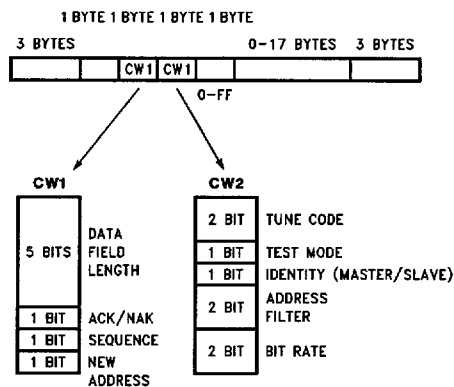 1 BYTE 1 BYTE 1 BYTE 1 BYTE
3 BYTES 0-17 BYTES 3 BYTES
CW1 CW1
0-FF
CW1 CW2
5 BITS DATA FIELD LENGTH
1 BIT ACK/NAK
1 BIT SEQUENCE
1 BIT NEW ADDRESS
2 BIT TUNE CODE
1 BIT TEST MODE
1 BIT IDENTITY (MASTER/SLAVE)
2 BIT ADDRESS FILTER
2 BIT BIT RATE